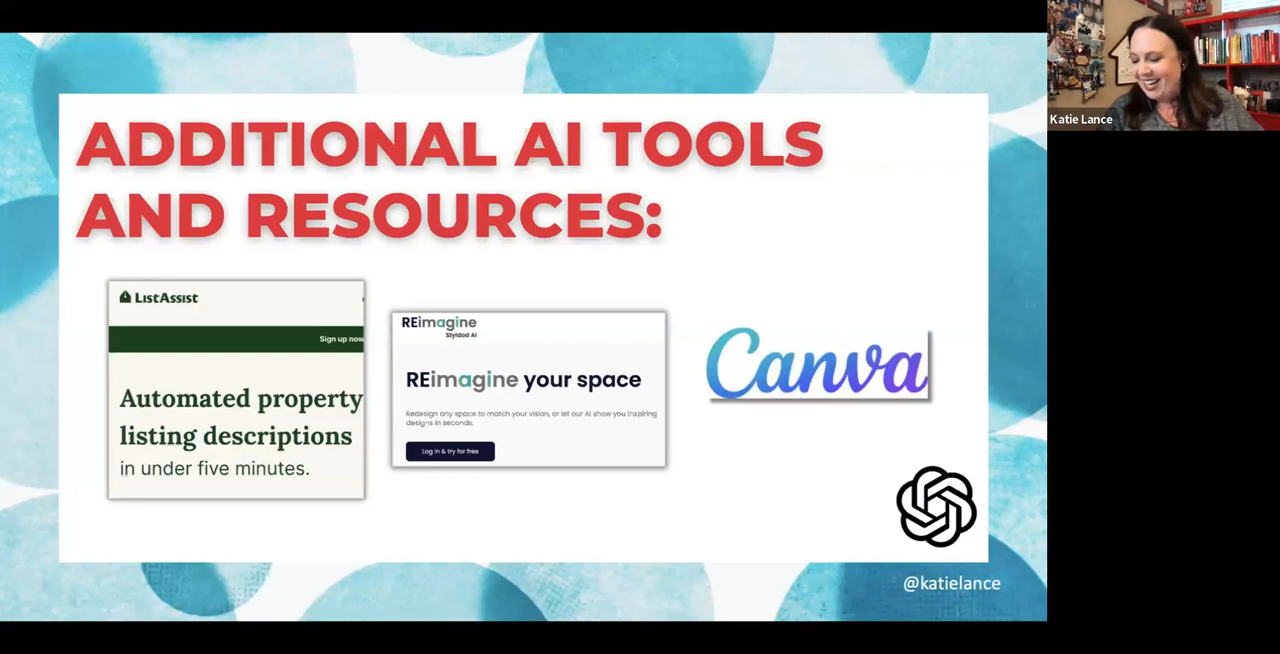 ADDITIONAL AI TOOLS
AND RESOURCES:
ListAssist
Sign up now
Automated property
listing descriptions
in under five minutes.
REimagine
Styldod AI
REimagine your space
Redesign any space to match your vision, or let our AI show you inspiring
designs in seconds.
Log in & try for free
Canva
@katielance
Katie Lance